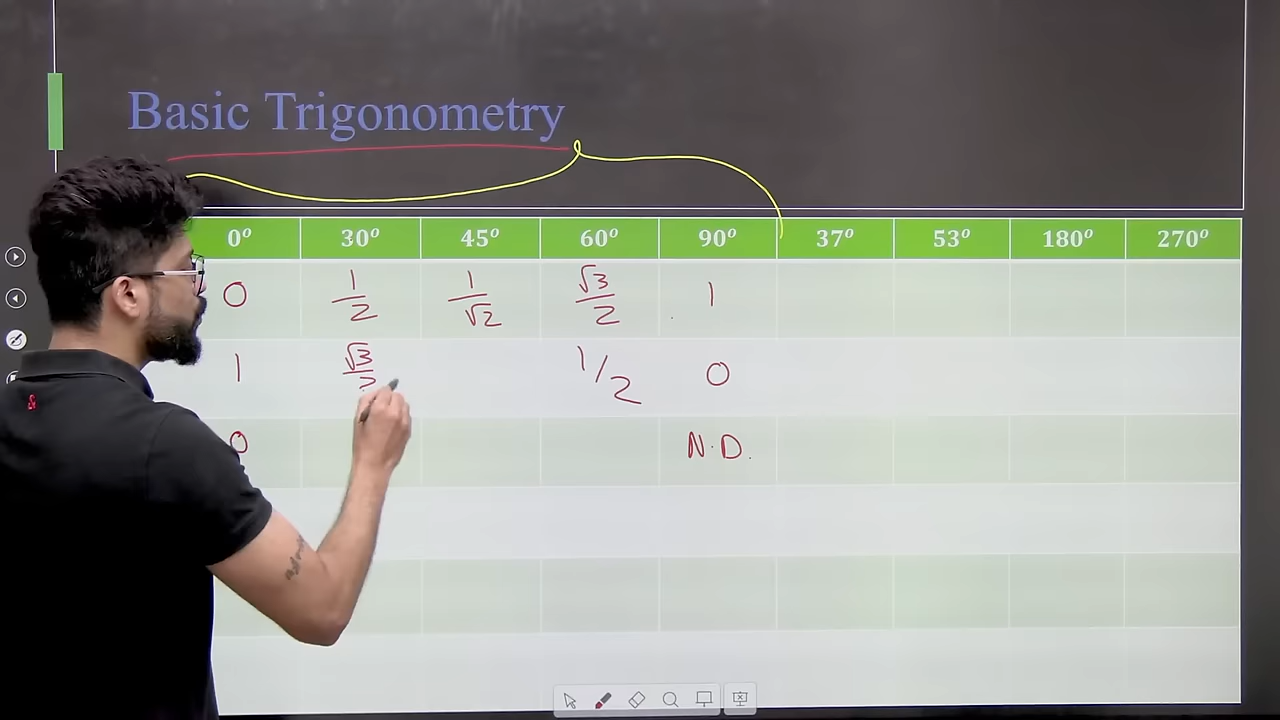 Basic Trigonometry
0° 30° 45° 60° 90° 37° 53° 180° 270°
0 1/2 1/√2 √3/2 1
1 √3/2 1/2 0
0 N.D.